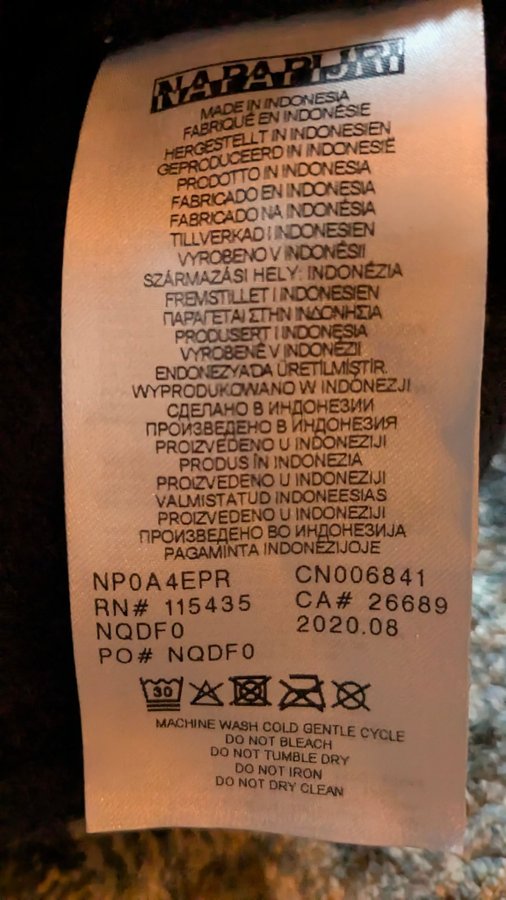 NAPAPIJRI
MADE IN INDONESIA
FABRIQUÉ EN INDONÉSIE
HERGESTELLT IN INDONESIEN
GEPRODUCEERD IN INDONESIË
PRODOTTO IN INDONESIA
FABRICADO EN INDONESIA
FABRICADO NA INDONÉSIA
TILLVERKAD I INDONESIEN
VYROBENO V INDONÉSII
SZÁRMAZÁSI HELY: INDONÉZIA
FREMSTILLET I INDONESIEN
ΠΑΡΑΓΕΤΑΙ ΣΤΗΝ ΙΝΔΟΝΗΣΙΑ
PRODUSERT I INDONESIA
VYROBENÉ V INDONÉZII
ENDONEZYA'DA ÜRETİLMİŞTİR.
WYPRODUKOWANO W INDONEZJI
СДЕЛАНО В ИНДОНЕЗИИ
ПРОИЗВЕДЕНО В ИНДОНЕЗИЯ
PROIZVEDENO U INDONEZIJI
PRODUS ÎN INDONEZIA
PROIZVEDENO U INDONEZIJI
VALMISTATUD INDONEESIAS
PROIZVEDENO U INDONEZIJI
ПРОИЗВЕДЕНО ВО ИНДОНЕЗИЈА
PAGAMINTA INDONEZIJOJE
NP0A4EPR CN006841
RN# 115435 CA# 26689
NQDF0 2020.08
PO# NQDF0
30
MACHINE WASH COLD GENTLE CYCLE
DO NOT BLEACH
DO NOT TUMBLE DRY
DO NOT IRON
DO NOT DRY CLEAN